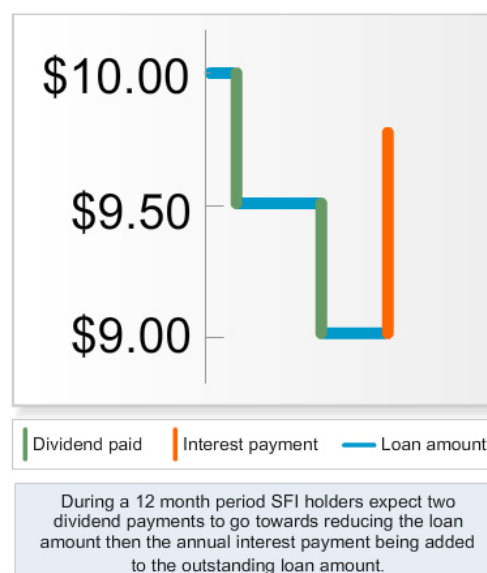 $10.00
$9.50
$9.00
Dividend paid
Interest payment
Loan amount
During a 12 month period SFI holders expect two
dividend payments to go towards reducing the loan
amount then the annual interest payment being added
to the outstanding loan amount.